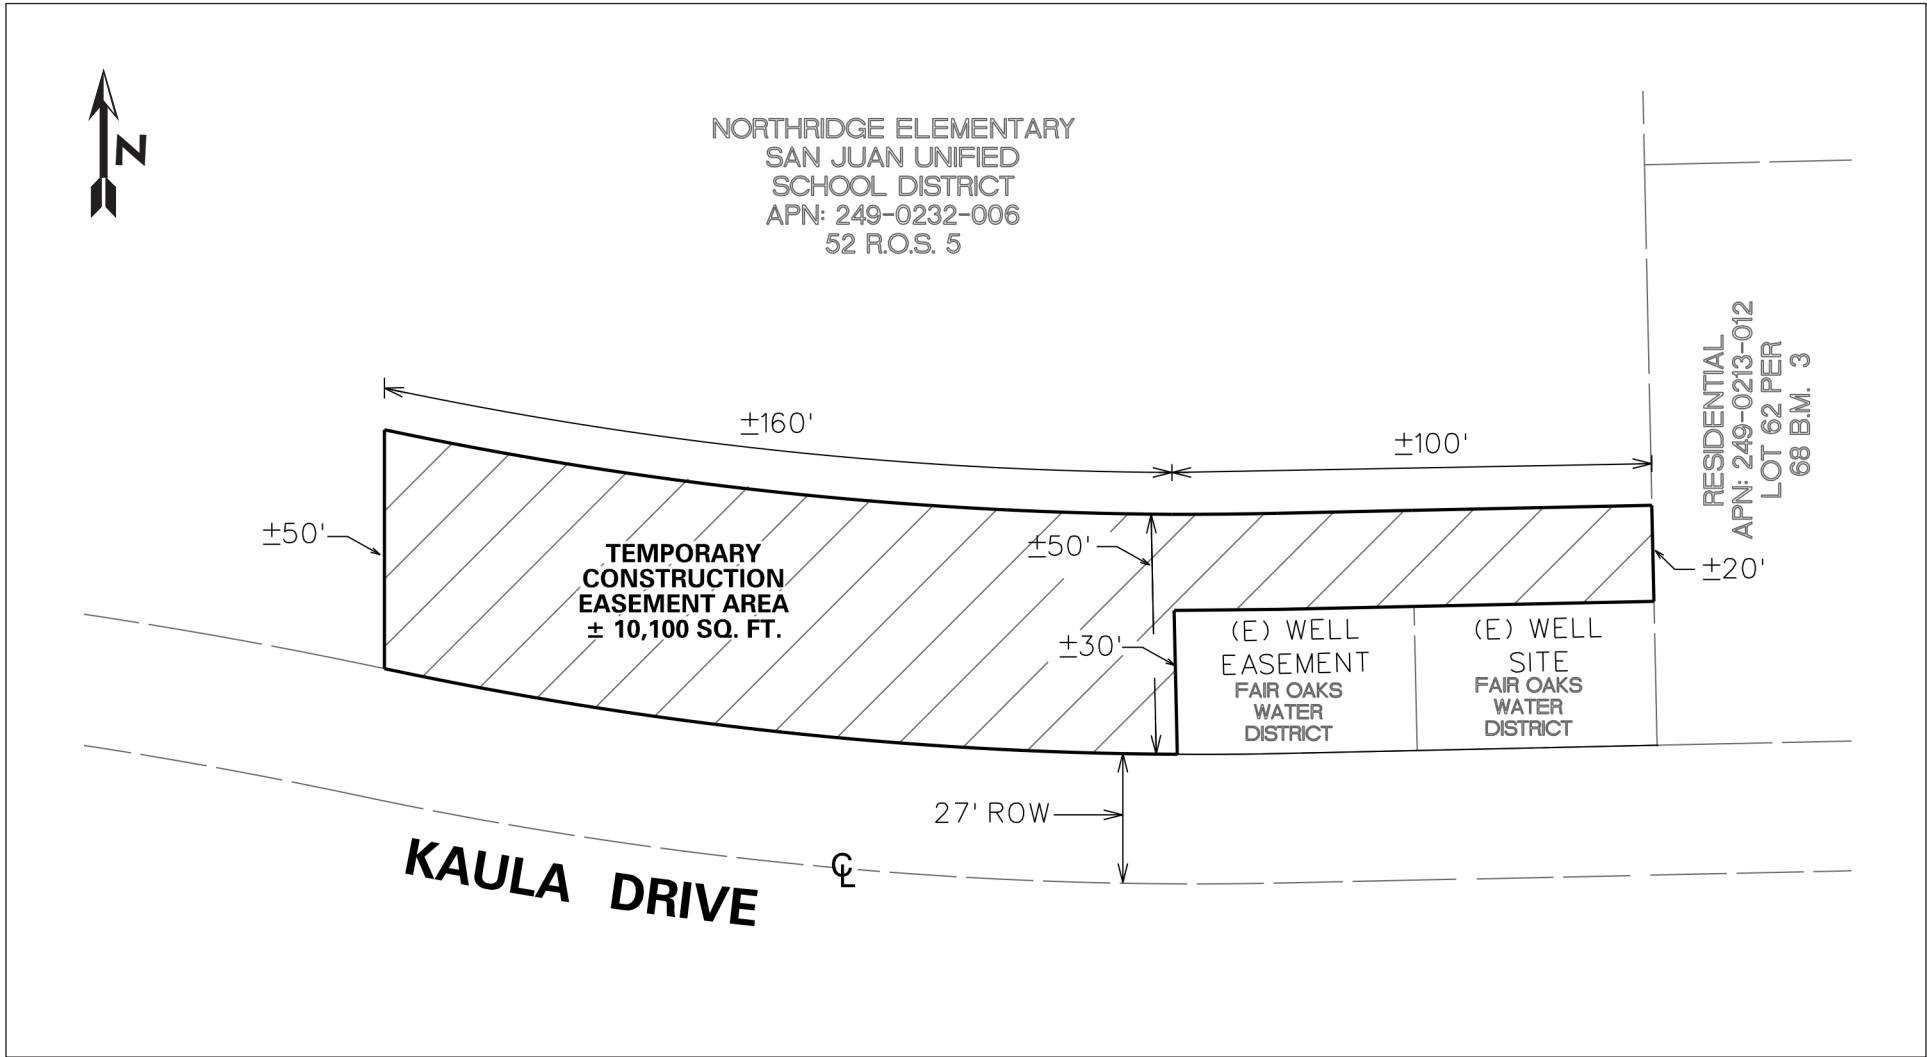 N
NORTHRIDGE ELEMENTARY
SAN JUAN UNIFIED
SCHOOL DISTRICT
APN: 249-0232-006
52 R.O.S. 5
RESIDENTIAL
APN: 249-0213-012
LOT 62 PER
68 B.M. 3
±160'
±100'
±50'
TEMPORARY
CONSTRUCTION
EASEMENT AREA
± 10,100 SQ. FT.
±50'
±20'
±30'
(E) WELL
EASEMENT
FAIR OAKS
WATER
DISTRICT
(E) WELL
SITE
FAIR OAKS
WATER
DISTRICT
27' ROW
℄
KAULA DRIVE